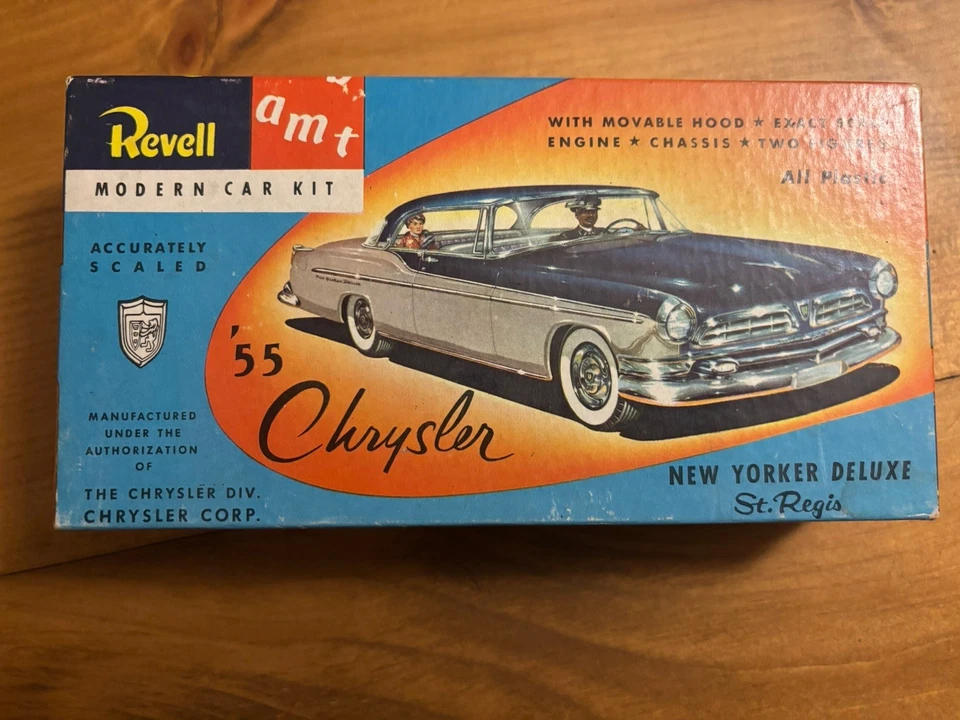 Revell
amt
MODERN CAR KIT
ACCURATELY
SCALED
WITH MOVABLE HOOD ★ EXACT
ENGINE ★ CHASSIS ★ TWO FIGURES
All Plastic
'55
Chrysler
MANUFACTURED
UNDER THE
AUTHORIZATION
OF
THE CHRYSLER DIV.
CHRYSLER CORP.
NEW YORKER DELUXE
St. Regis